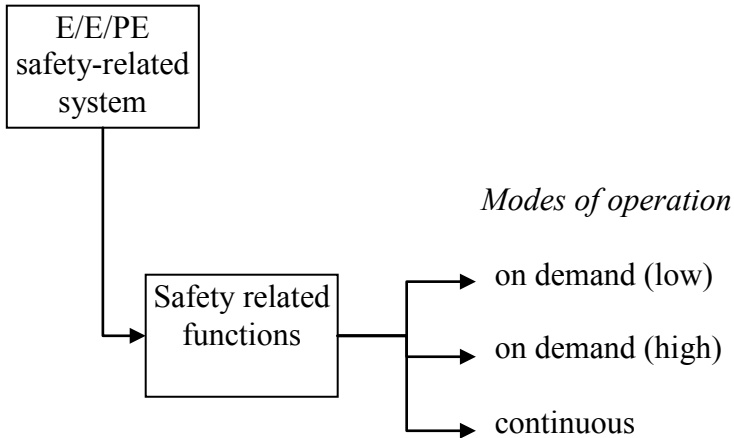 E/E/PE
safety-related
system
Modes of operation
Safety related
functions
on demand (low)
on demand (high)
continuous